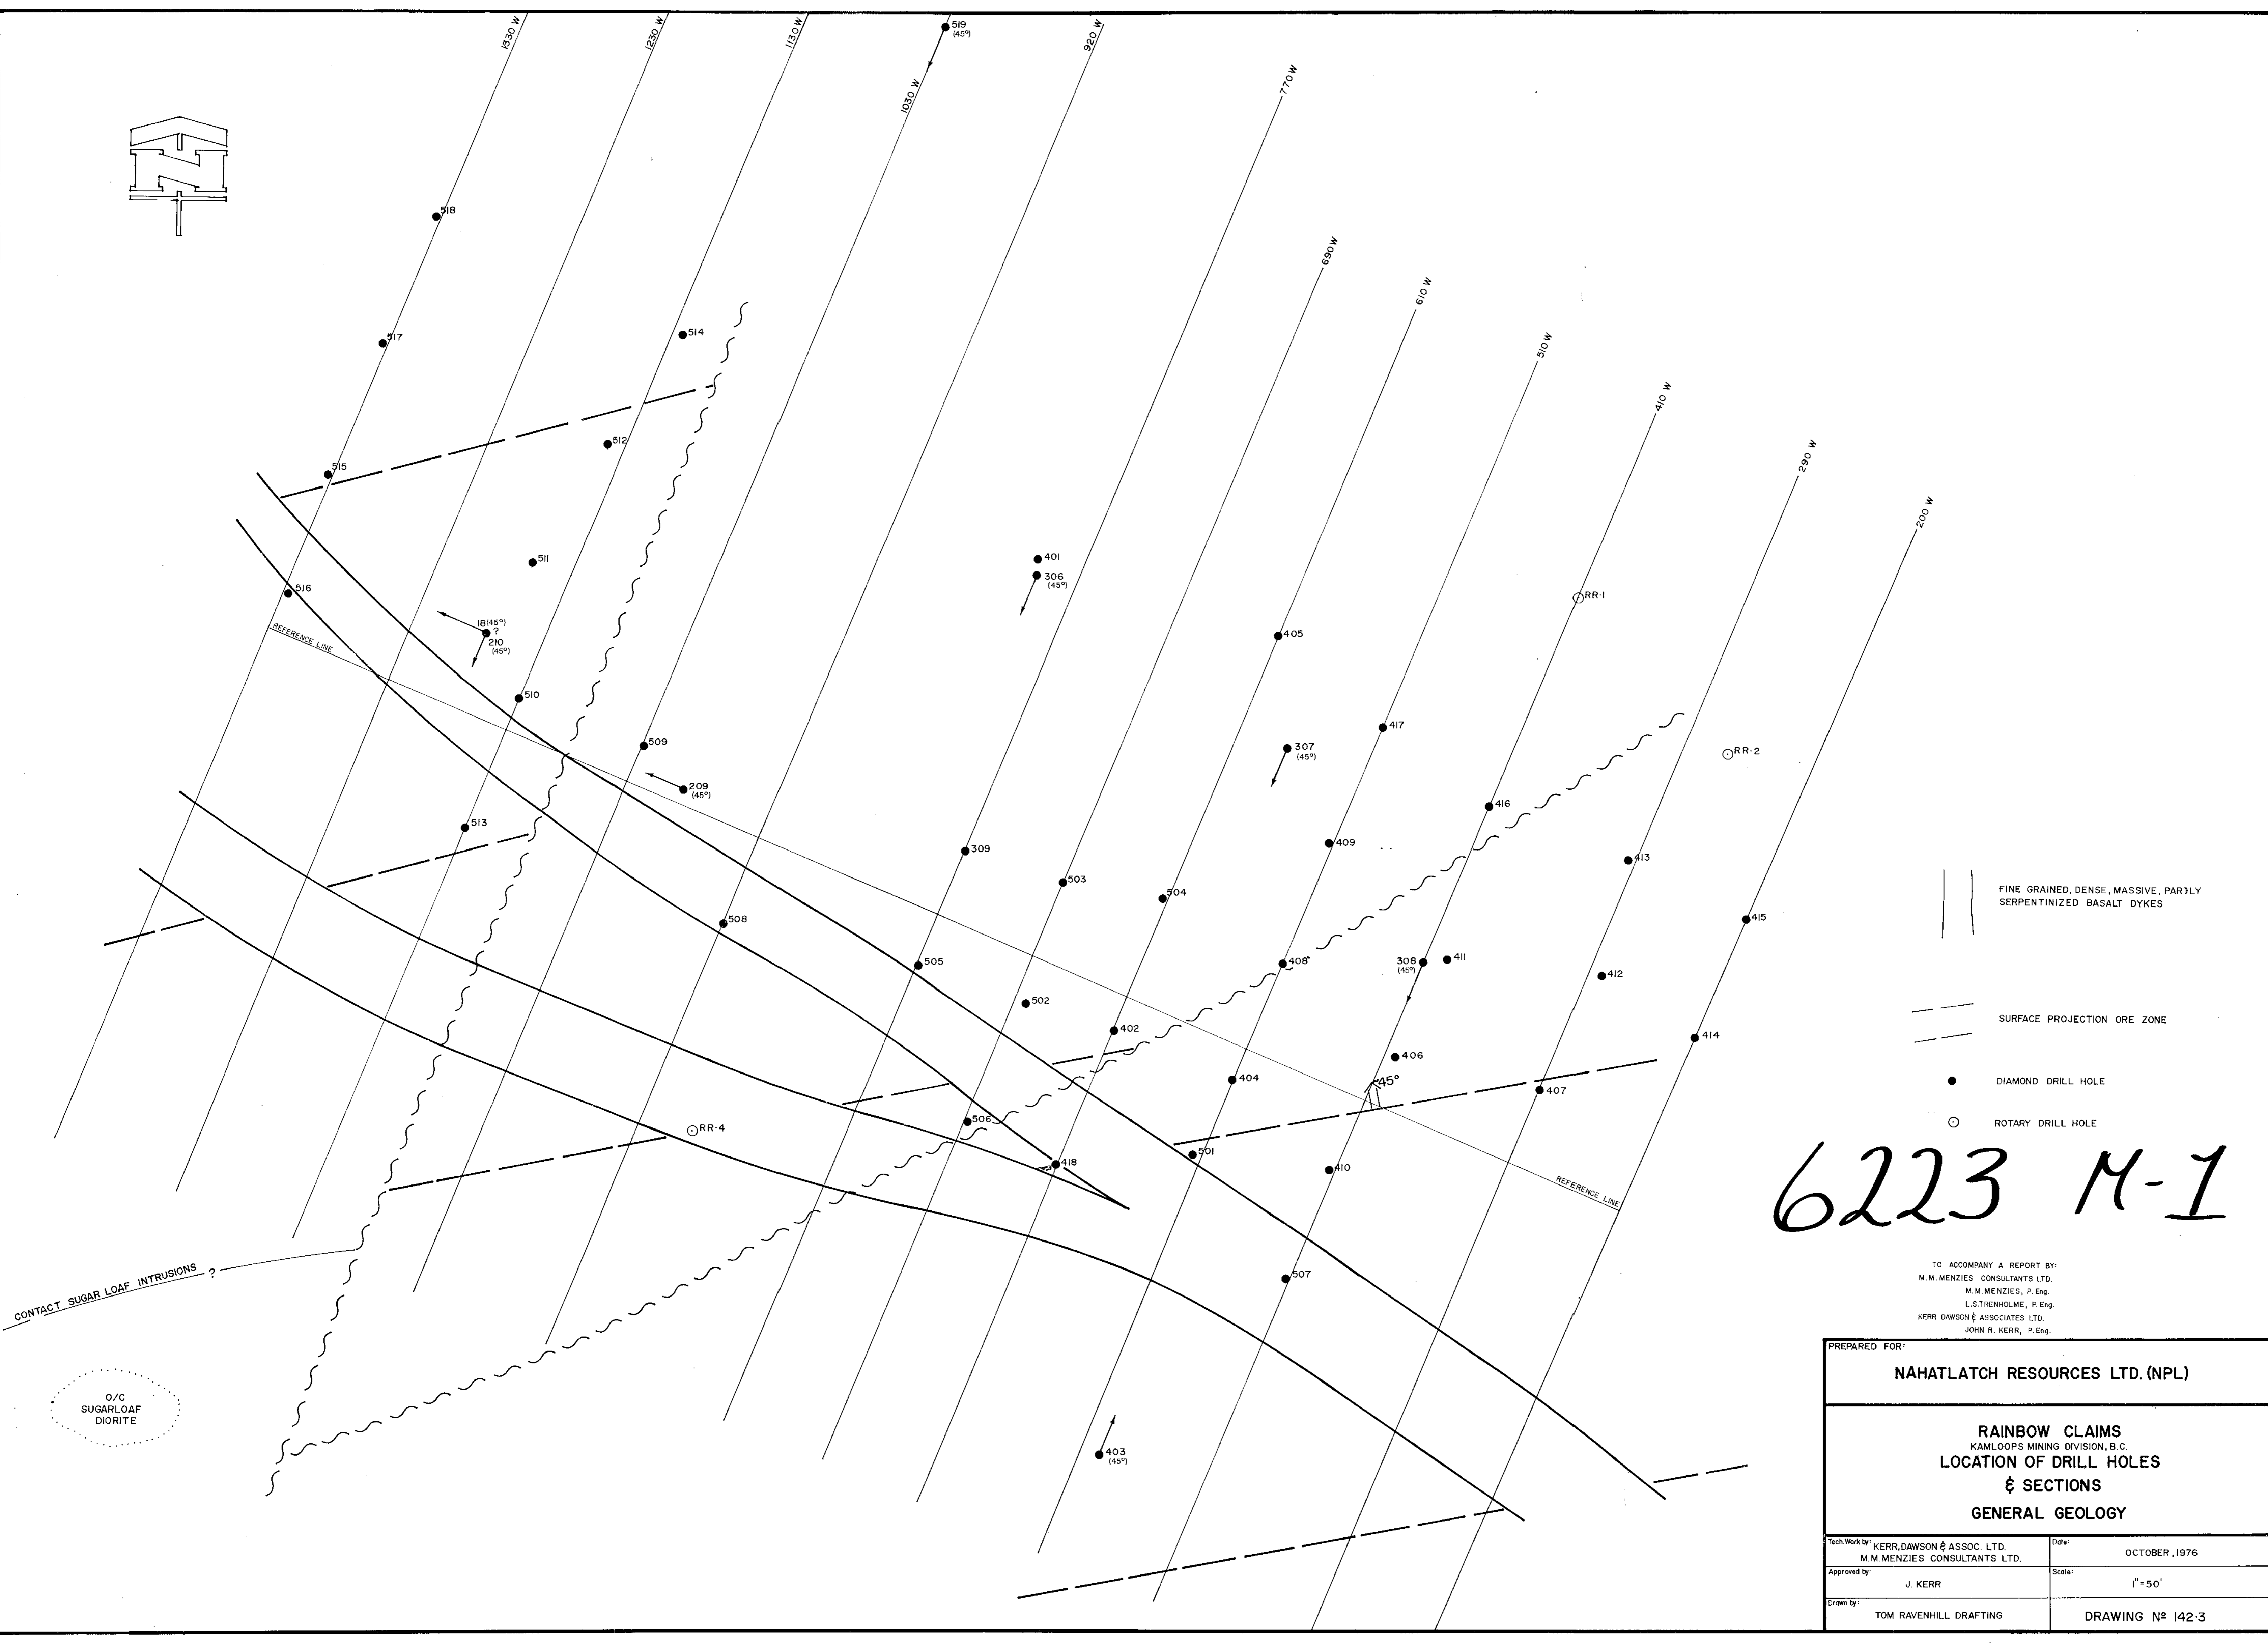 1330 W
1230 W
1130 W
519
(45°)
1030 W
920 W
770 W
690W
610 W
510 W
410 W
290 W
200 W
N
518
517
514
512
515
511
516
401
306
(45°)
RR-1
18(45°)
?
210
(45°)
REFERENCE LINE
405
510
417
509
307
(45°)
RR-2
209
(45°)
416
513
309
409
413
503
504
508
415
505
408
308
(45°)
411
412
502
402
414
406
404
45°
407
506
RR-4
418
501
410
REFERENCE LINE
507
CONTACT SUGAR LOAF INTRUSIONS ?
O/C
SUGARLOAF
DIORITE
403
(45°)
FINE GRAINED, DENSE, MASSIVE, PARTLY
SERPENTINIZED BASALT DYKES
SURFACE PROJECTION ORE ZONE
DIAMOND DRILL HOLE
ROTARY DRILL HOLE
6223 M-1
TO ACCOMPANY A REPORT BY:
M.M. MENZIES CONSULTANTS LTD.
M.M. MENZIES, P. Eng.
L.S. TRENHOLME, P. Eng.
KERR DAWSON & ASSOCIATES LTD.
JOHN R. KERR, P. Eng.
PREPARED FOR:
NAHATLATCH RESOURCES LTD. (NPL)
RAINBOW CLAIMS
KAMLOOPS MINING DIVISION, B.C.
LOCATION OF DRILL HOLES
& SECTIONS
GENERAL GEOLOGY
Tech. Work by: KERR, DAWSON & ASSOC. LTD.
M.M. MENZIES CONSULTANTS LTD.
Date: OCTOBER, 1976
Approved by: J. KERR
Scale: 1"=50'
Drawn by: TOM RAVENHILL DRAFTING
DRAWING Nº 142·3